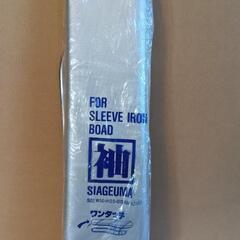 FOR
SLEEVE IRON
BOAD
袖
SIAGEUMA
ワンタッチ